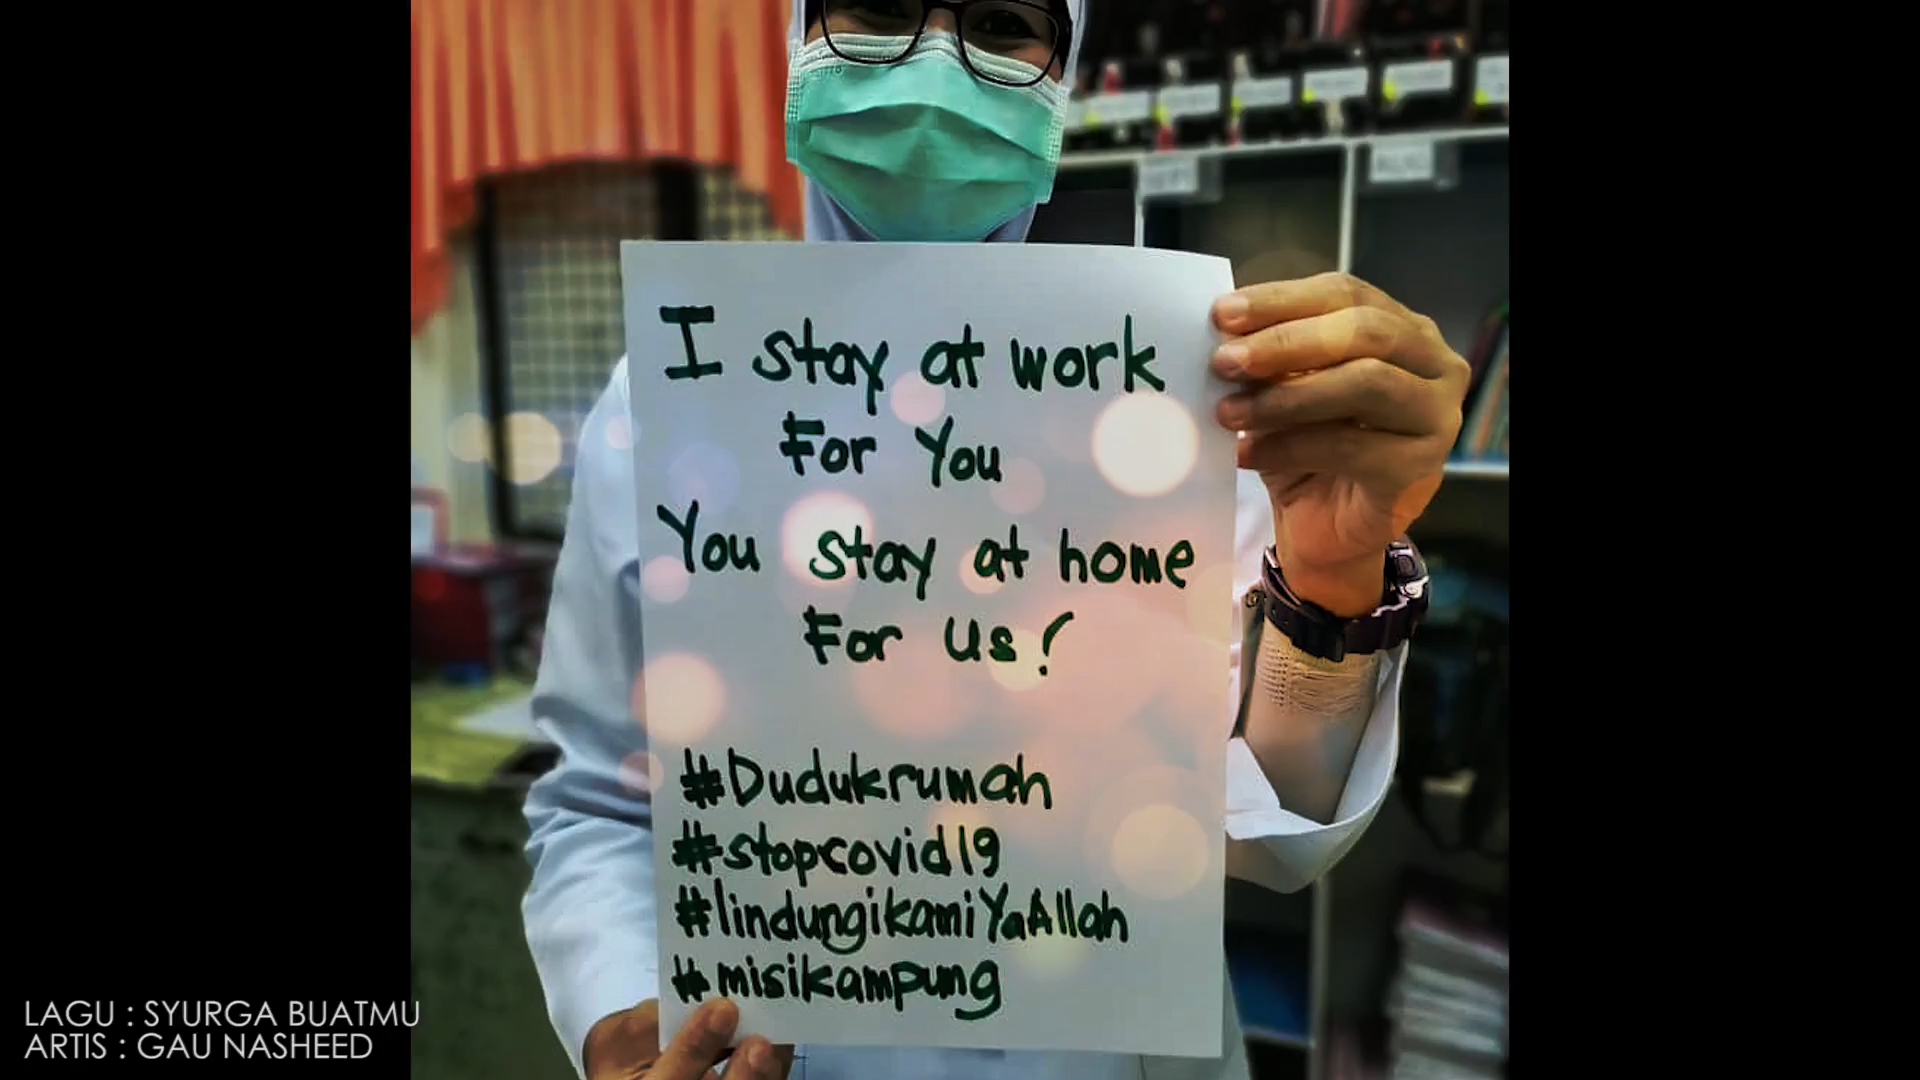 I stay at work
For You
You stay at home
For Us!
#Dudukrumah
#stopcovid19
#lindungikamiYaAllah
#misikampung
LAGU : SYURGA BUATMU
ARTIS : GAU NASHEED